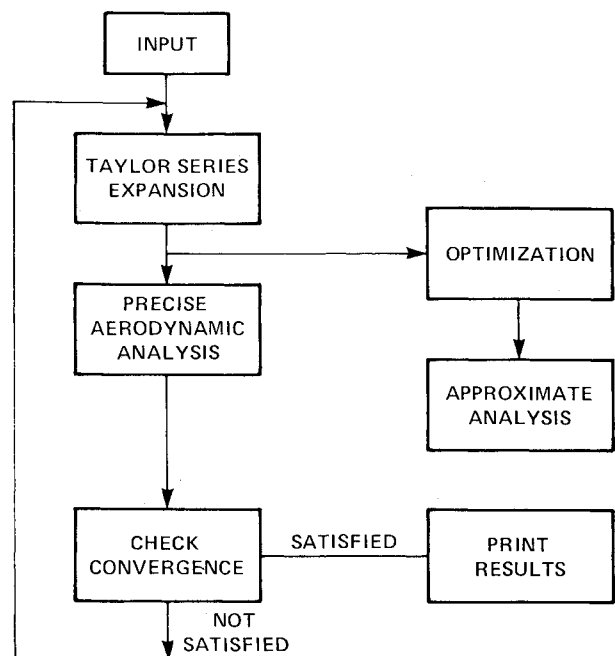 INPUT
TAYLOR SERIES
EXPANSION
OPTIMIZATION
PRECISE
AERODYNAMIC
ANALYSIS
APPROXIMATE
ANALYSIS
CHECK
CONVERGENCE
SATISFIED
PRINT
RESULTS
NOT
SATISFIED